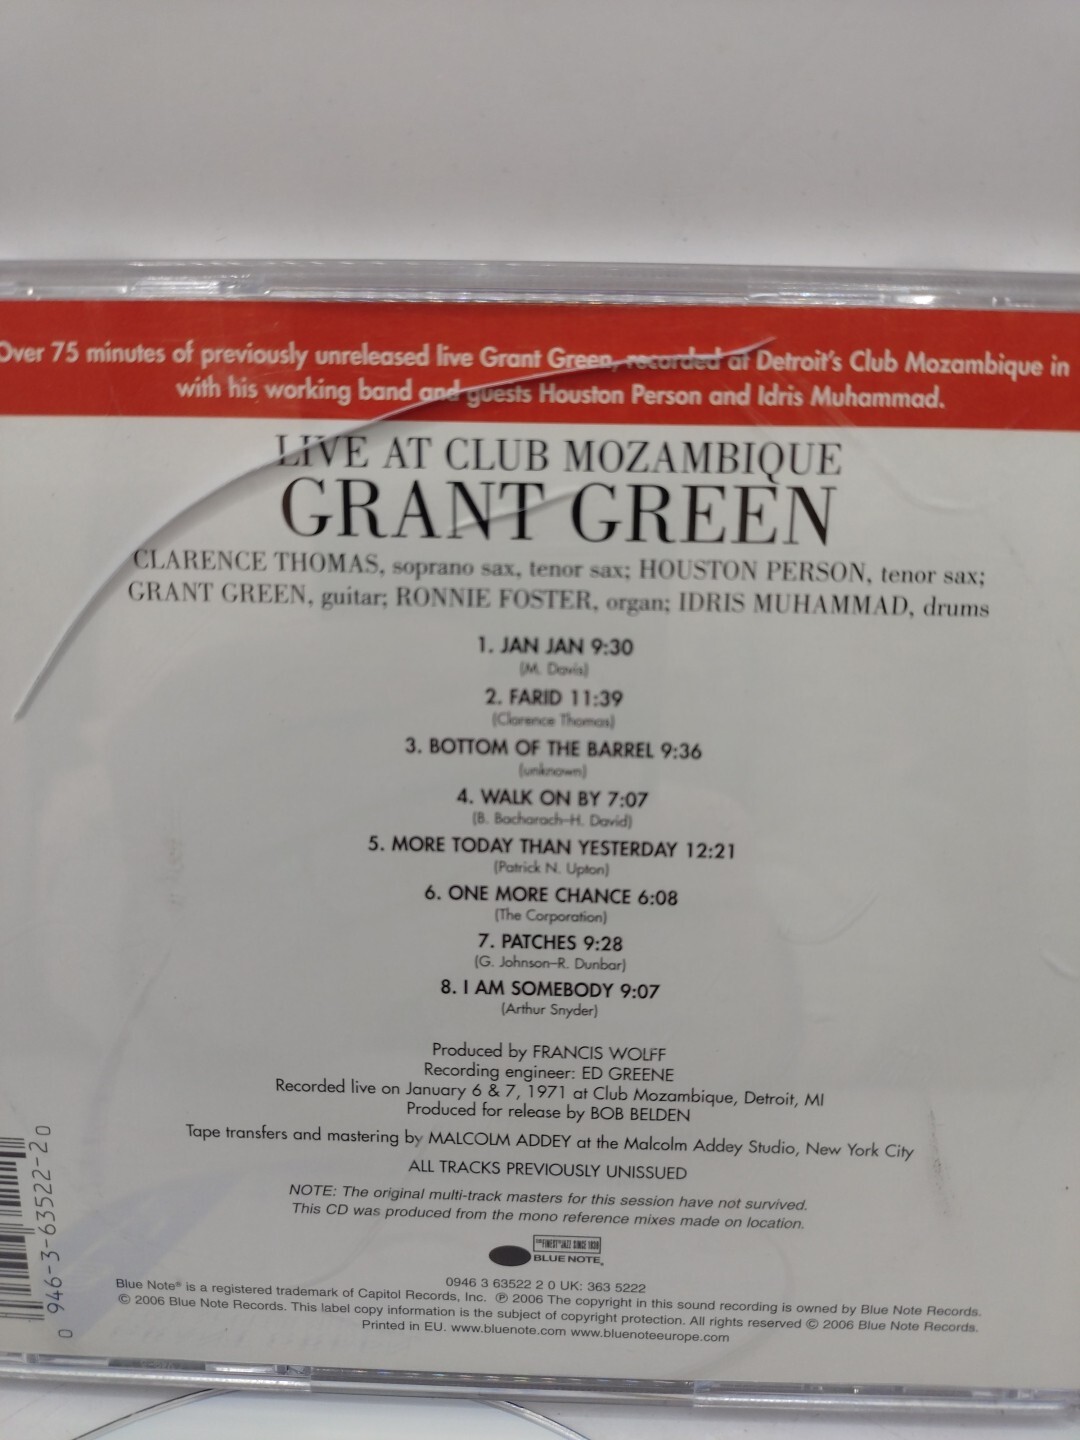 Over 75 minutes of previously unreleased live Grant Green, recorded at Detroit's Club Mozambique in
with his working band and guests Houston Person and Idris Muhammad.
LIVE AT CLUB MOZAMBIQUE
GRANT GREEN
CLARENCE THOMAS, soprano sax, tenor sax; HOUSTON PERSON, tenor sax;
GRANT GREEN, guitar; RONNIE FOSTER, organ; IDRIS MUHAMMAD, drums
1. JAN JAN 9:30
(M. Davis)
2. FARID 11:39
(Clarence Thomas)
3. BOTTOM OF THE BARREL 9:36
(unknown)
4. WALK ON BY 7:07
(B. Bacharach–H. David)
5. MORE TODAY THAN YESTERDAY 12:21
(Patrick N. Upton)
6. ONE MORE CHANCE 6:08
(The Corporation)
7. PATCHES 9:28
(G. Johnson–R. Dunbar)
8. I AM SOMEBODY 9:07
(Arthur Snyder)
Produced by FRANCIS WOLFF
Recording engineer: ED GREENE
Recorded live on January 6 & 7, 1971 at Club Mozambique, Detroit, MI
Produced for release by BOB BELDEN
Tape transfers and mastering by MALCOLM ADDEY at the Malcolm Addey Studio, New York City
ALL TRACKS PREVIOUSLY UNISSUED
NOTE: The original multi-track masters for this session have not survived.
This CD was produced from the mono reference mixes made on location.
THE FINEST IN JAZZ SINCE 1939
BLUE NOTE®
0946 3 63522 2 0 UK: 363 5222
Blue Note® is a registered trademark of Capitol Records, Inc. ℗ 2006 The copyright in this sound recording is owned by Blue Note Records.
© 2006 Blue Note Records. This label copy information is the subject of copyright protection. All rights reserved © 2006 Blue Note Records.
Printed in EU. www.bluenote.com www.bluenoteeurope.com
0 946-3-63522-20